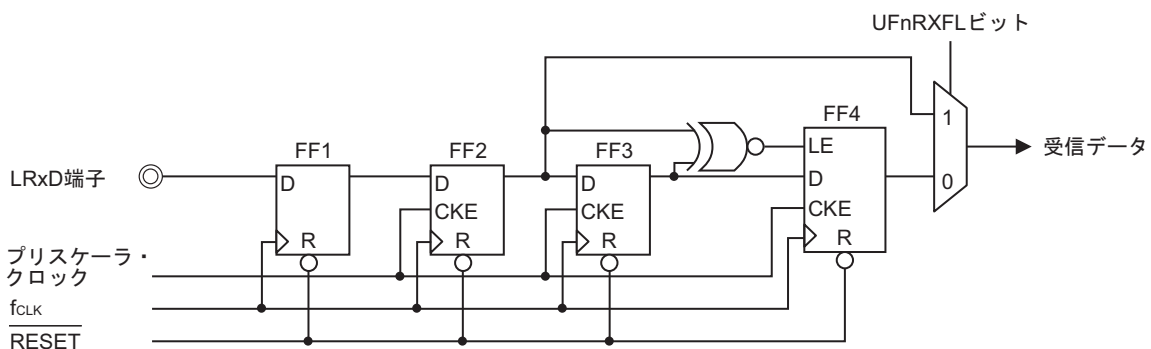 UFnRXFLビット
FF1
FF2
FF3
FF4
LRxD端子
D
R
D
CKE
R
D
CKE
R
LE
D
CKE
R
1
0
受信データ
プリスケーラ・
クロック
fCLK
RESET